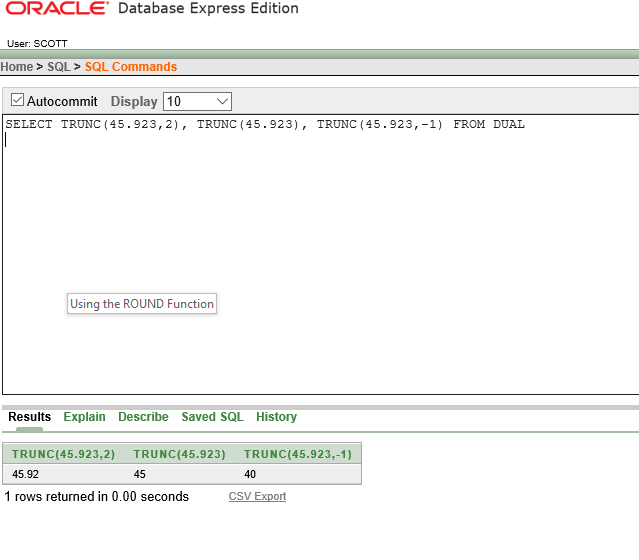 ORACLE Database Express Edition
User: SCOTT
Home > SQL > SQL Commands
Autocommit Display 10
SELECT TRUNC(45.923,2), TRUNC(45.923), TRUNC(45.923,-1) FROM DUAL
Using the ROUND Function
Results Explain Describe Saved SQL History
TRUNC(45.923,2) TRUNC(45.923) TRUNC(45.923,-1)
45.92 45 40
1 rows returned in 0.00 seconds CSV Export